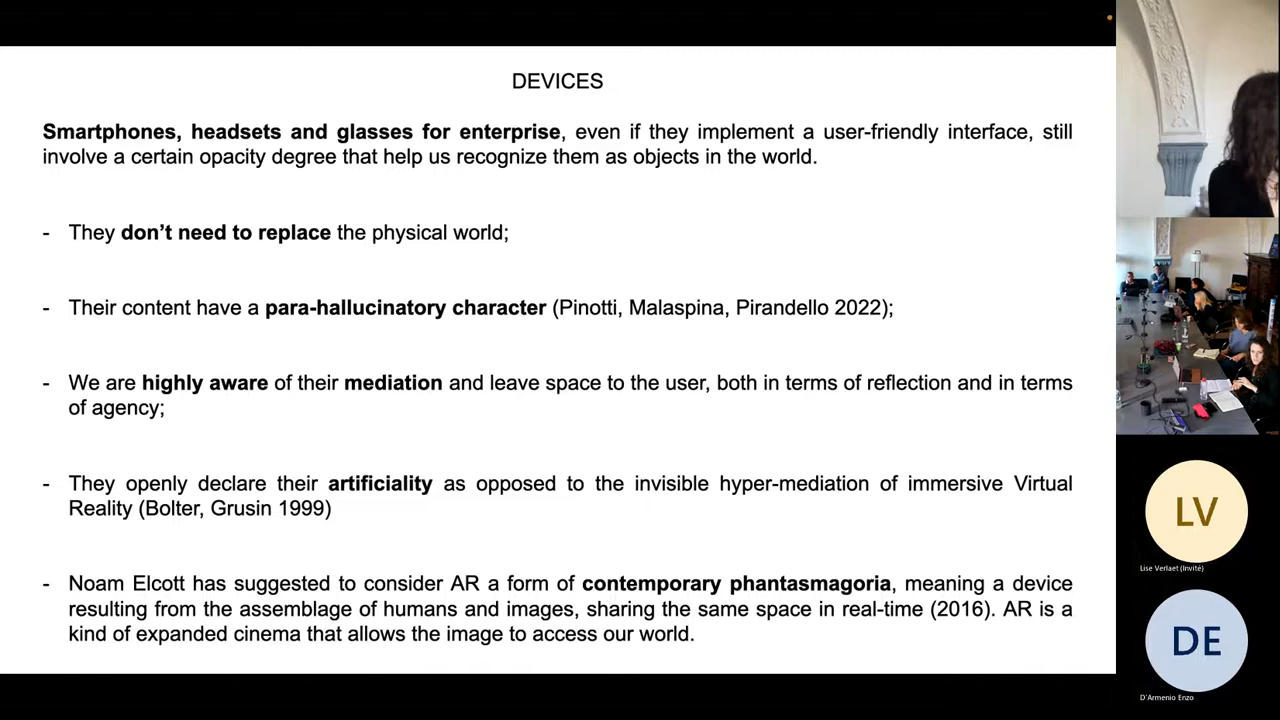 DEVICES
Smartphones, headsets and glasses for enterprise, even if they implement a user-friendly interface, still
involve a certain opacity degree that help us recognize them as objects in the world.
- They don’t need to replace the physical world;
- Their content have a para-hallucinatory character (Pinotti, Malaspina, Pirandello 2022);
- We are highly aware of their mediation and leave space to the user, both in terms of reflection and in terms
of agency;
- They openly declare their artificiality as opposed to the invisible hyper-mediation of immersive Virtual
Reality (Bolter, Grusin 1999)
- Noam Elcott has suggested to consider AR a form of contemporary phantasmagoria, meaning a device
resulting from the assemblage of humans and images, sharing the same space in real-time (2016). AR is a
kind of expanded cinema that allows the image to access our world.
LV
Lise Verlaet (Invité)
DE
D'Armenio Enzo